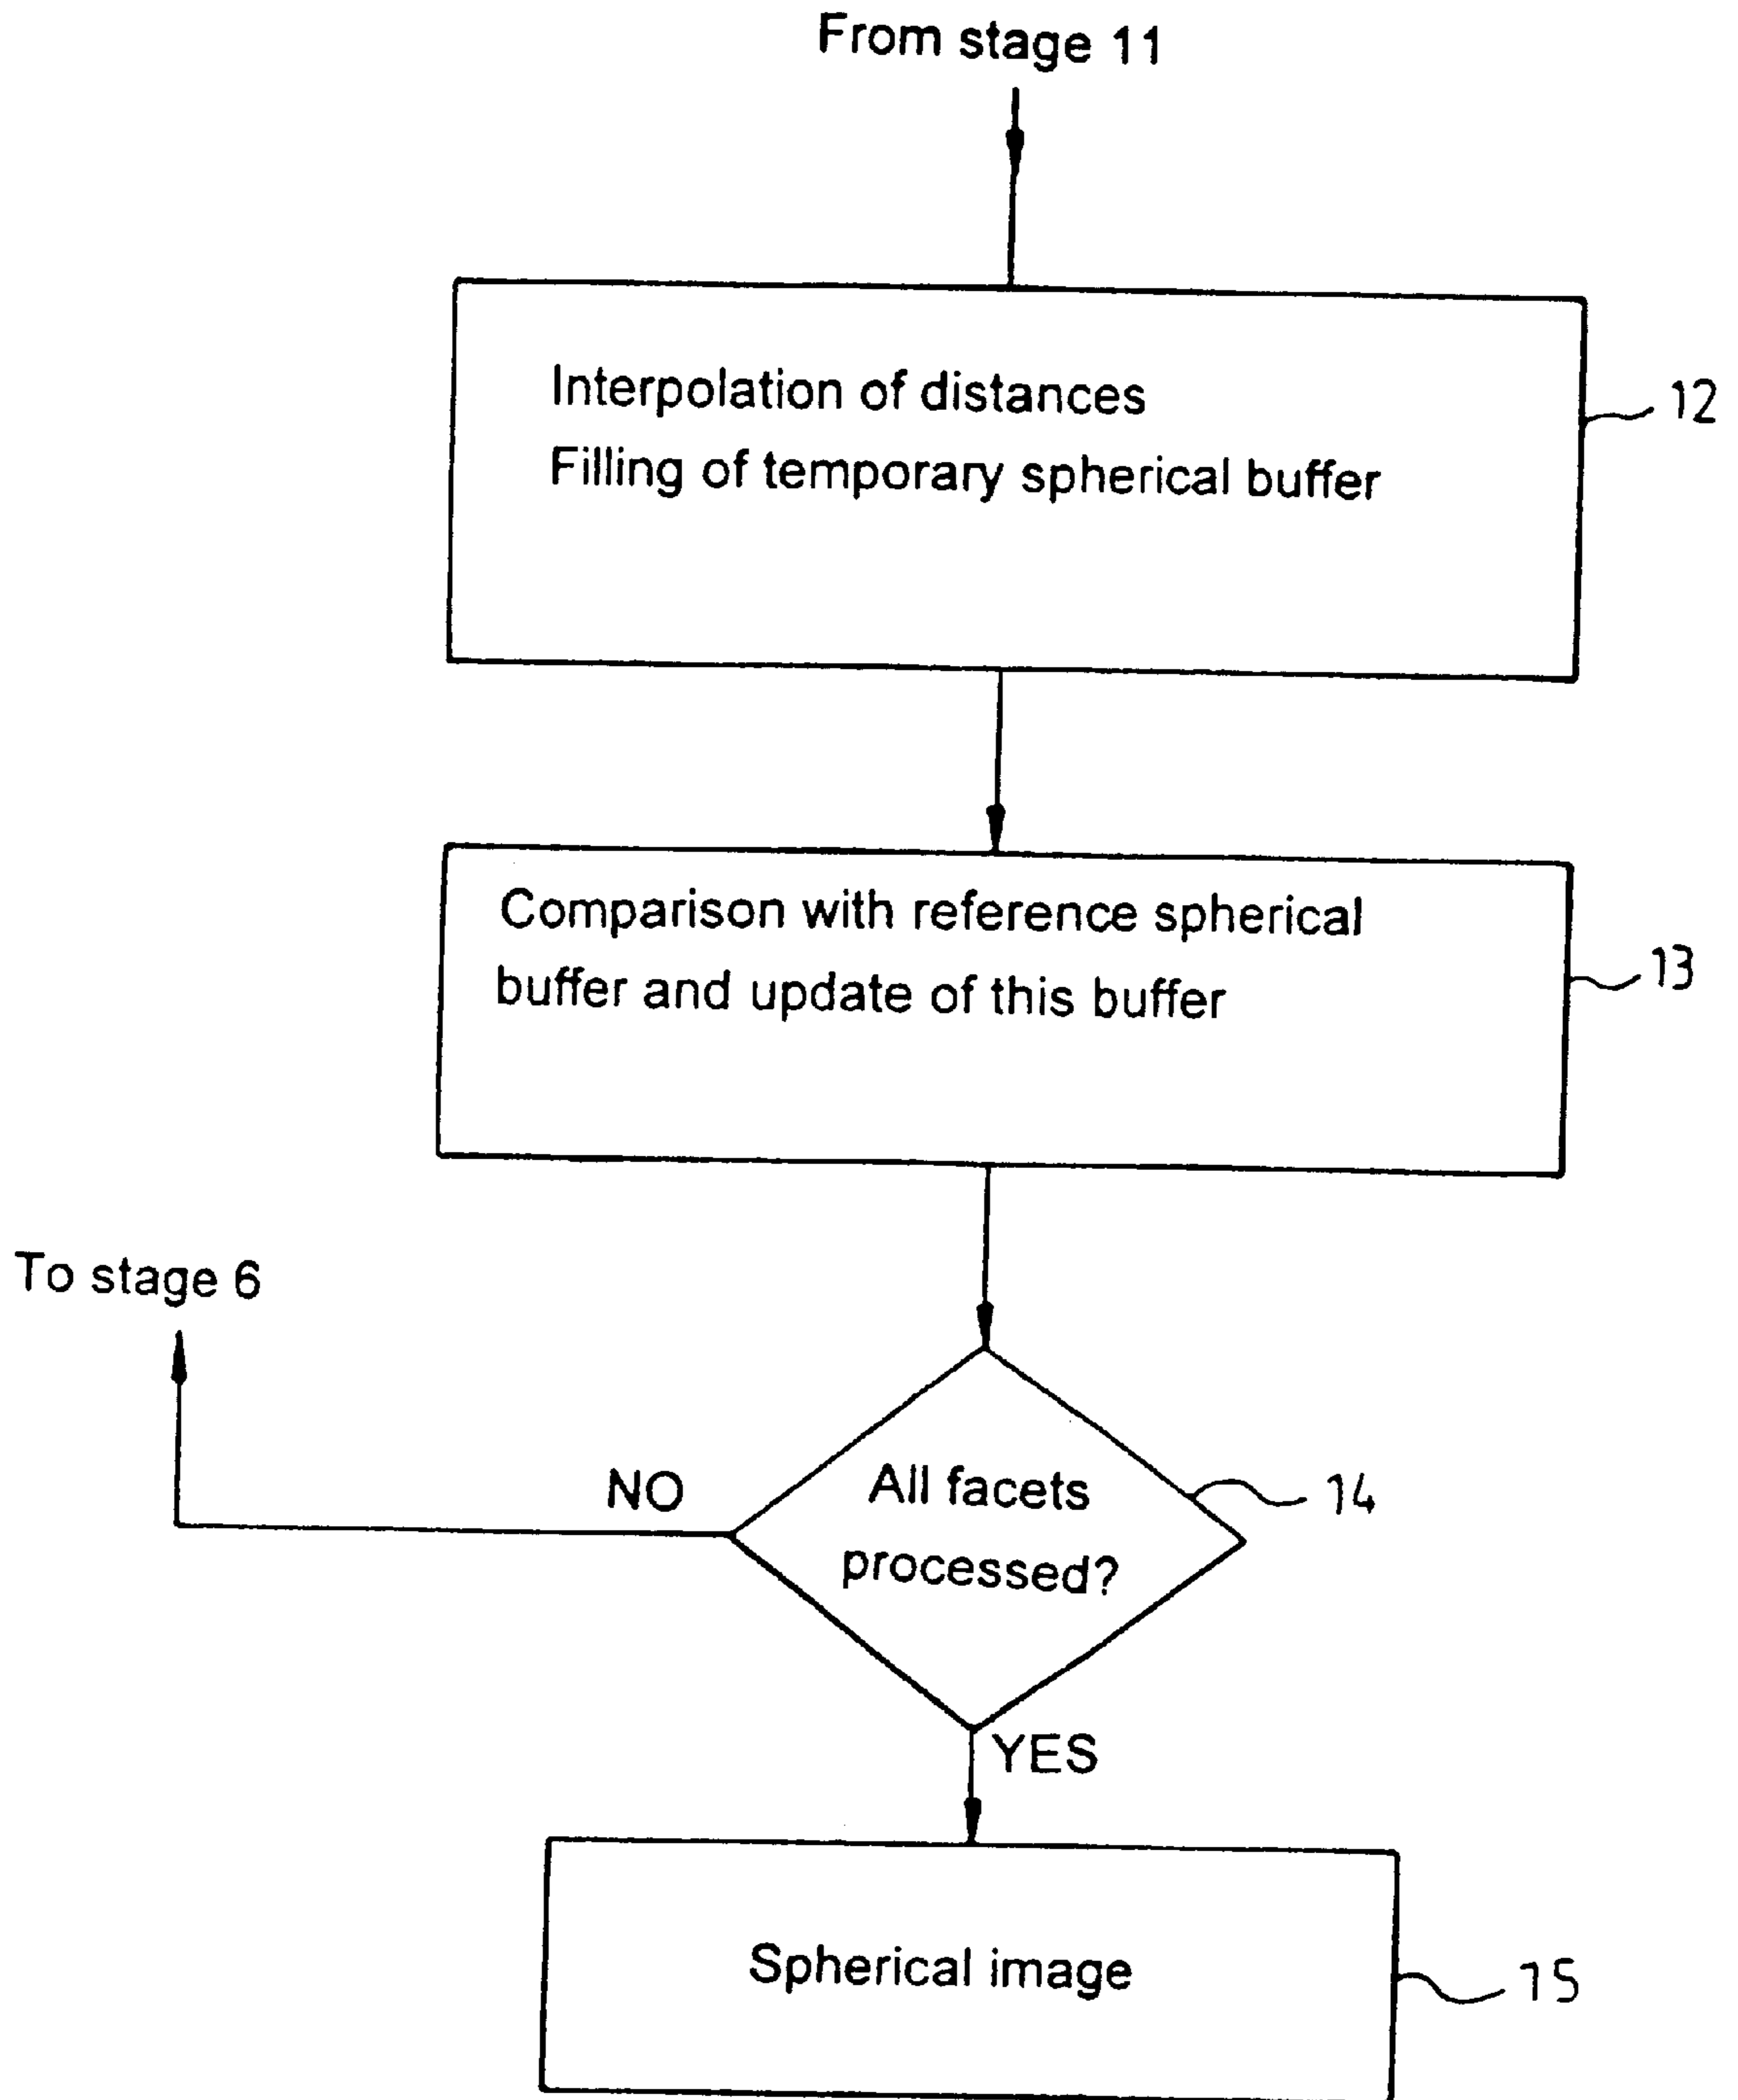 From stage 11
Interpolation of distances
Filling of temporary spherical buffer
12
Comparison with reference spherical
buffer and update of this buffer
13
To stage 6
NO
All facets
processed?
14
YES
Spherical image
15